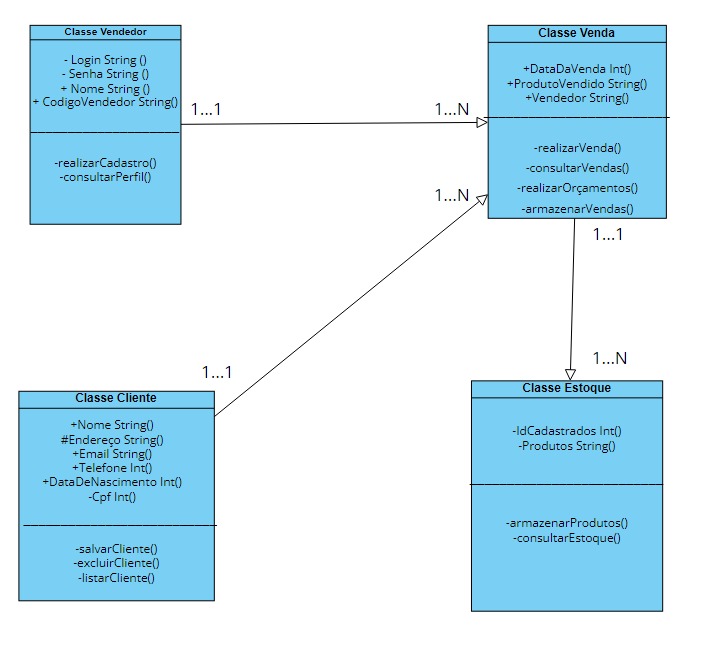 Classe Vendedor
- Login String ()
- Senha String ()
+ Nome String ()
+ CodigoVendedor String()
-realizarCadastro()
-consultarPerfil()
1...1
1...N
Classe Venda
+DataDaVenda Int()
+ProdutoVendido String()
+Vendedor String()
-realizarVenda()
-consultarVendas()
-realizarOrçamentos()
-armazenarVendas()
1...N
1...1
1...1
1...N
Classe Cliente
+Nome String()
#Endereço String()
+Email String()
+Telefone Int()
+DataDeNascimento Int()
-Cpf Int()
-salvarCliente()
-excluirCliente()
-listarCliente()
Classe Estoque
-IdCadastrados Int()
-Produtos String()
-armazenarProdutos()
-consultarEstoque()